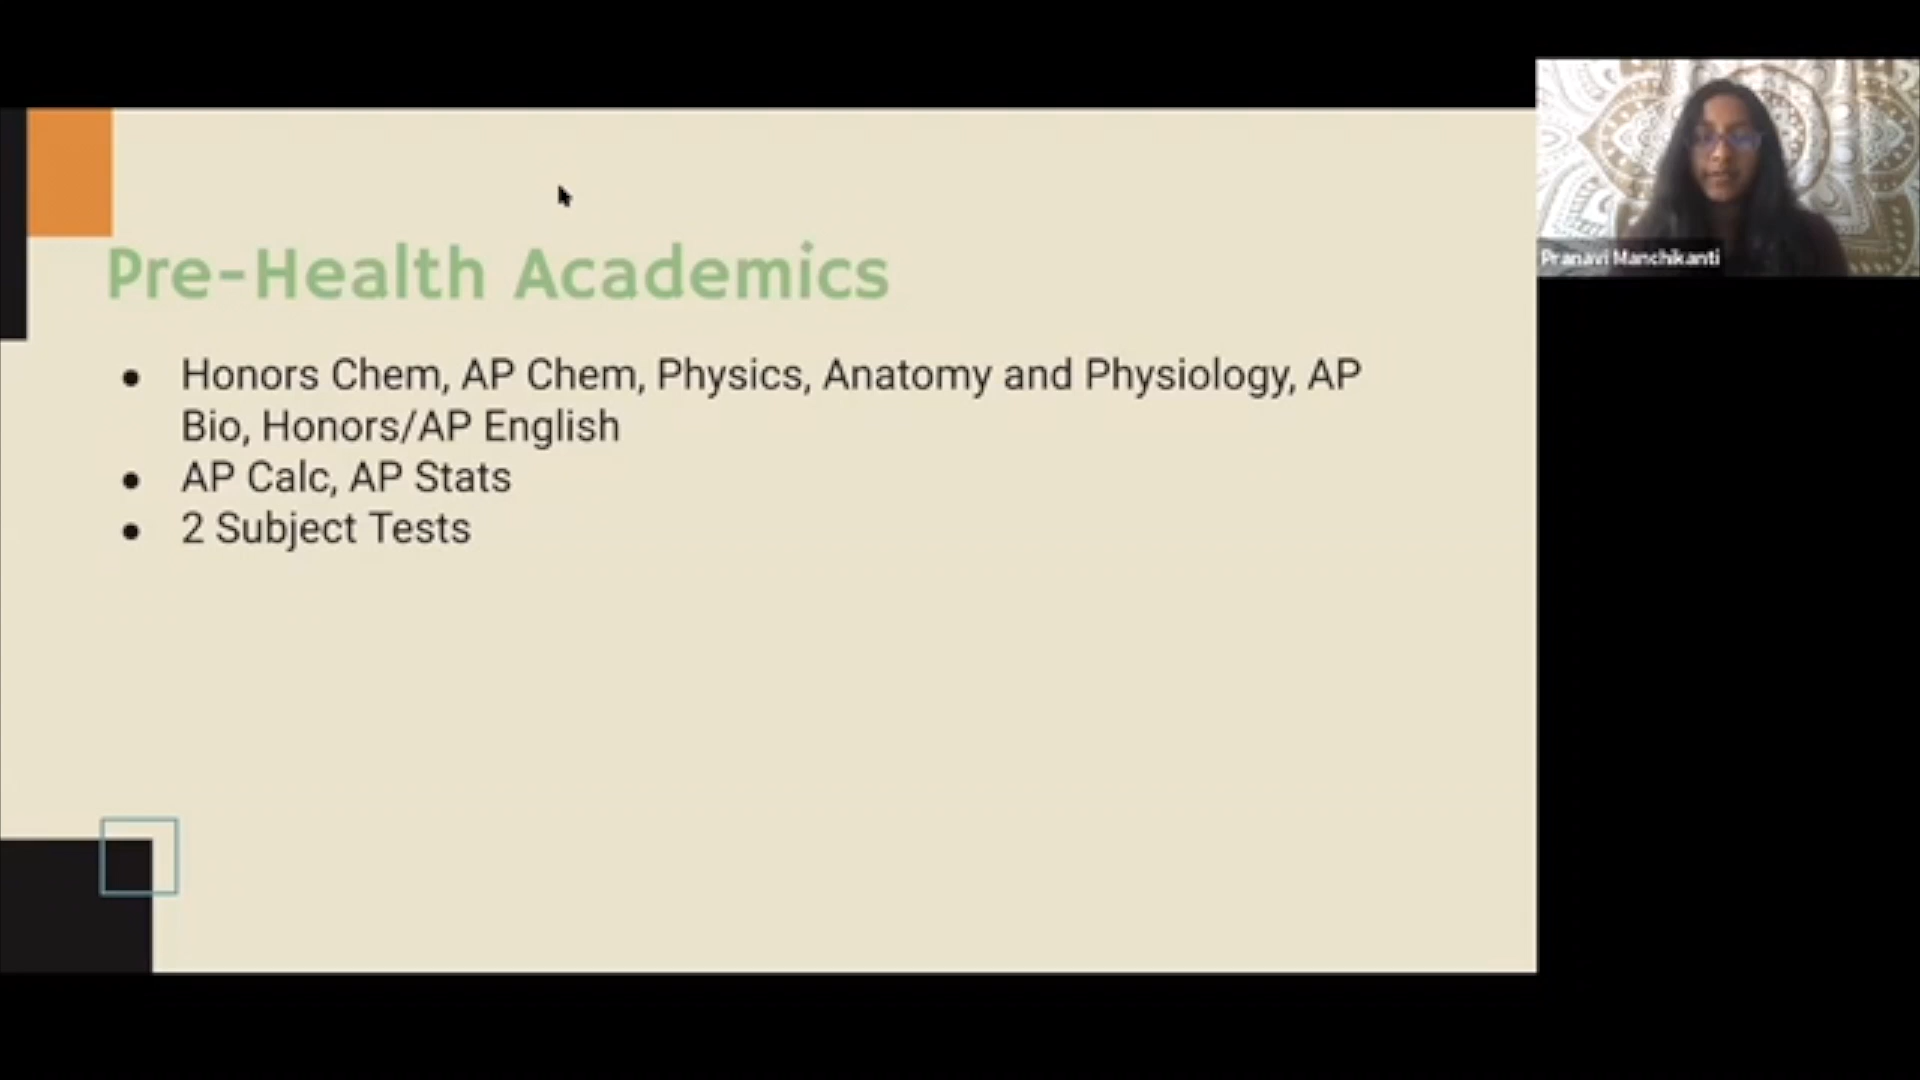 Pre-Health Academics
● Honors Chem, AP Chem, Physics, Anatomy and Physiology, AP
Bio, Honors/AP English
● AP Calc, AP Stats
● 2 Subject Tests
Pranavi Manchikanti